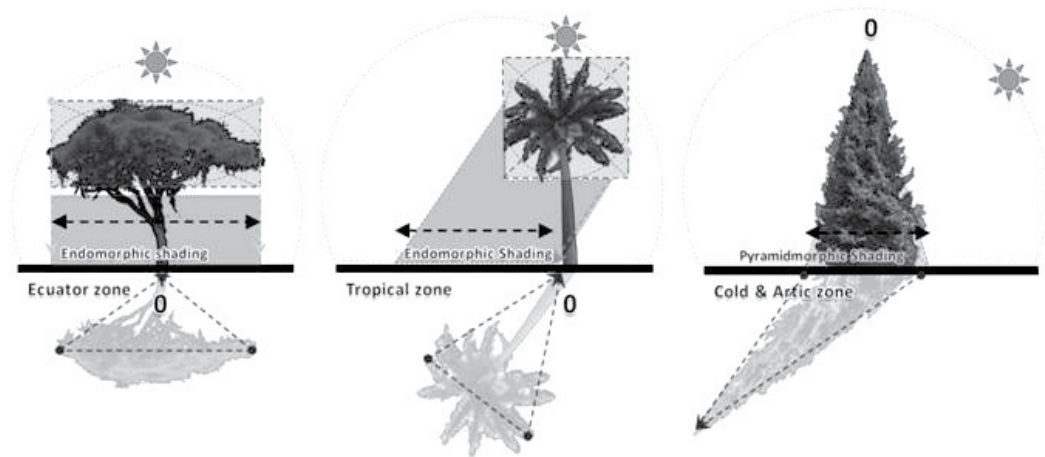 0
Endomorphic shading
Endomorphic Shading
Pyramidmorphic Shading
Ecuator zone
Tropical zone
Cold & Artic zone
0
0